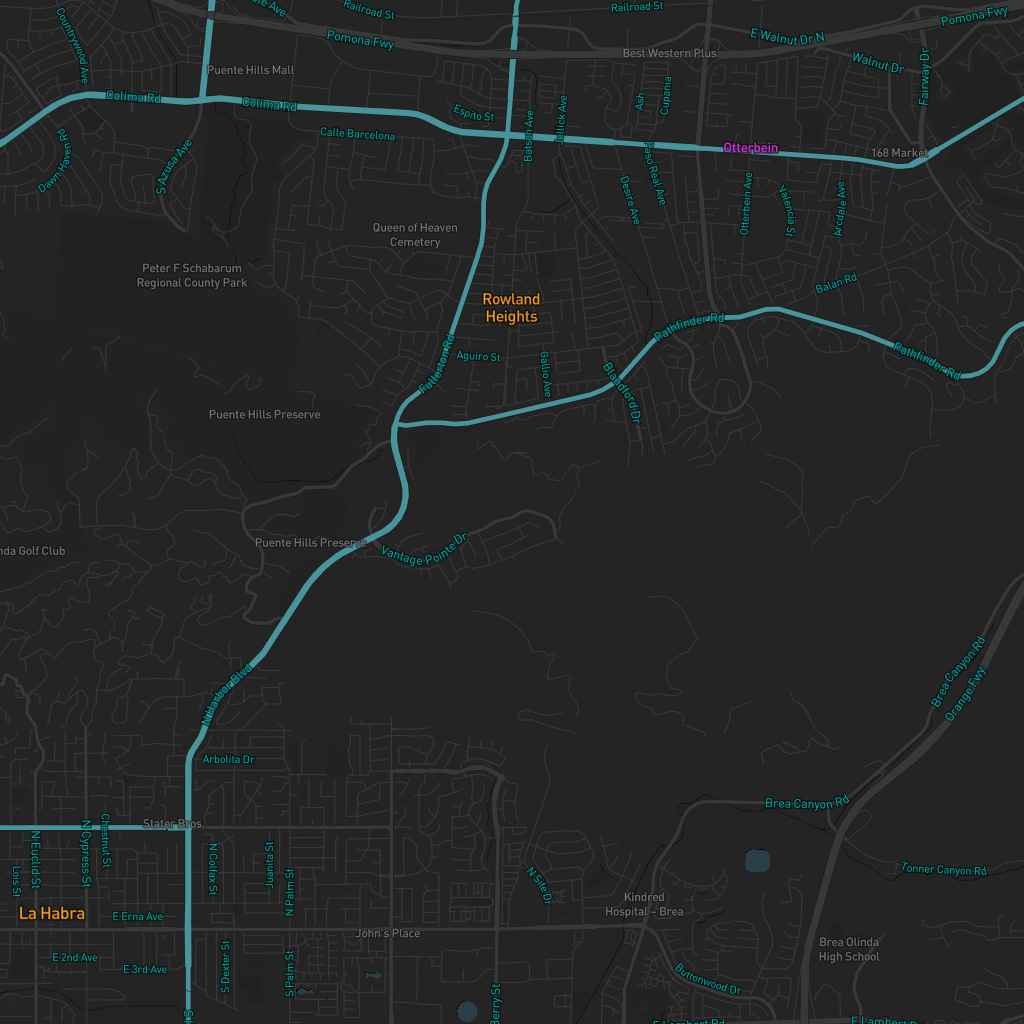 Railroad St
Railroad St
Pomona Fwy
E Walnut Dr N
Pomona Fwy
Countrywood Ave
Best Western Plus
Walnut Dr
Fairway Dr
Puente Hills Mall
Colima Rd
Colima Rd
Espito St
Batson Ave
Jellick Ave
Ash
Cupania
Calle Barcelona
Otterbein
168 Market
Dawn Haven Rd
S Azusa Ave
Peso Real Ave
Desire Ave
Otterbein Ave
Valencia St
Arcdale Ave
Queen of Heaven
Cemetery
Peter F Schabarum
Regional County Park
Balan Rd
Rowland
Heights
Pathfinder Rd
Pathfinder Rd
Fullerton Rd
Aguiro St
Gallio Ave
Blandford Dr
Puente Hills Preserve
Puente Hills Preserve
nda Golf Club
Vantage Pointe Dr
N Harbor Blvd
Brea Canyon Rd
Orange Fwy
Arbolita Dr
Brea Canyon Rd
Stater Bros.
N Euclid St
N Cypress St
Chestnut St
Lois St
N Colfax St
Juanita St
N Palm St
N Site Dr
Tonner Canyon Rd
La Habra
E Erna Ave
Kindred
Hospital – Brea
John's Place
Brea Olinda
High School
E 2nd Ave
E 3rd Ave
S Dexter St
S Palm St
Buttonwood Dr
Berry St
E Lambert Rd
E Lambert R